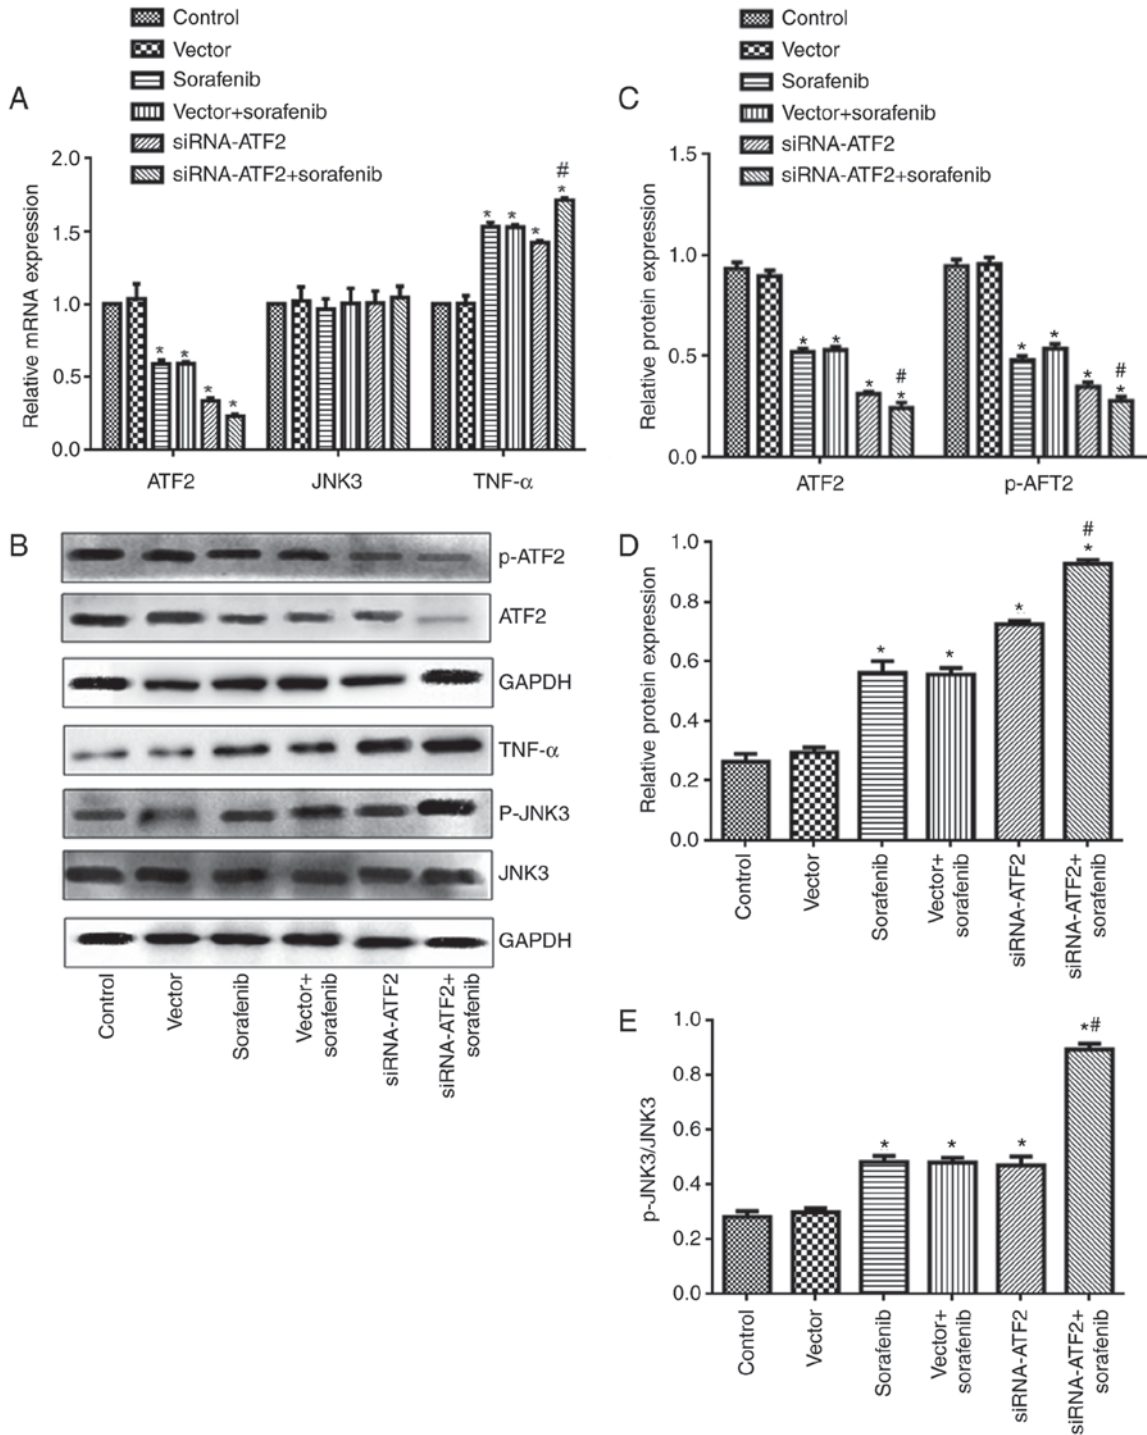 A
Control
Vector
Sorafenib
Vector+sorafenib
siRNA-ATF2
siRNA-ATF2+sorafenib
Relative mRNA expression
2.0
1.5
1.0
0.5
0.0
* * * *
* * * * #
ATF2 JNK3 TNF-α
C
Control
Vector
Sorafenib
Vector+sorafenib
siRNA-ATF2
siRNA-ATF2+sorafenib
Relative protein expression
1.5
1.0
0.5
0.0
* * * * #
* * * * #
ATF2 p-AFT2
B
p-ATF2
ATF2
GAPDH
TNF-α
P-JNK3
JNK3
GAPDH
Control
Vector
Sorafenib
Vector+
sorafenib
siRNA-ATF2
siRNA-ATF2+
sorafenib
D
Relative protein expression
1.0
0.8
0.6
0.4
0.2
0.0
* * * * #
Control
Vector
Sorafenib
Vector+
sorafenib
siRNA-ATF2
siRNA-ATF2+
sorafenib
E
p-JNK3/JNK3
1.0
0.8
0.6
0.4
0.2
0.0
* * * *#
Control
Vector
Sorafenib
Vector+
sorafenib
siRNA-ATF2
siRNA-ATF2+
sorafenib